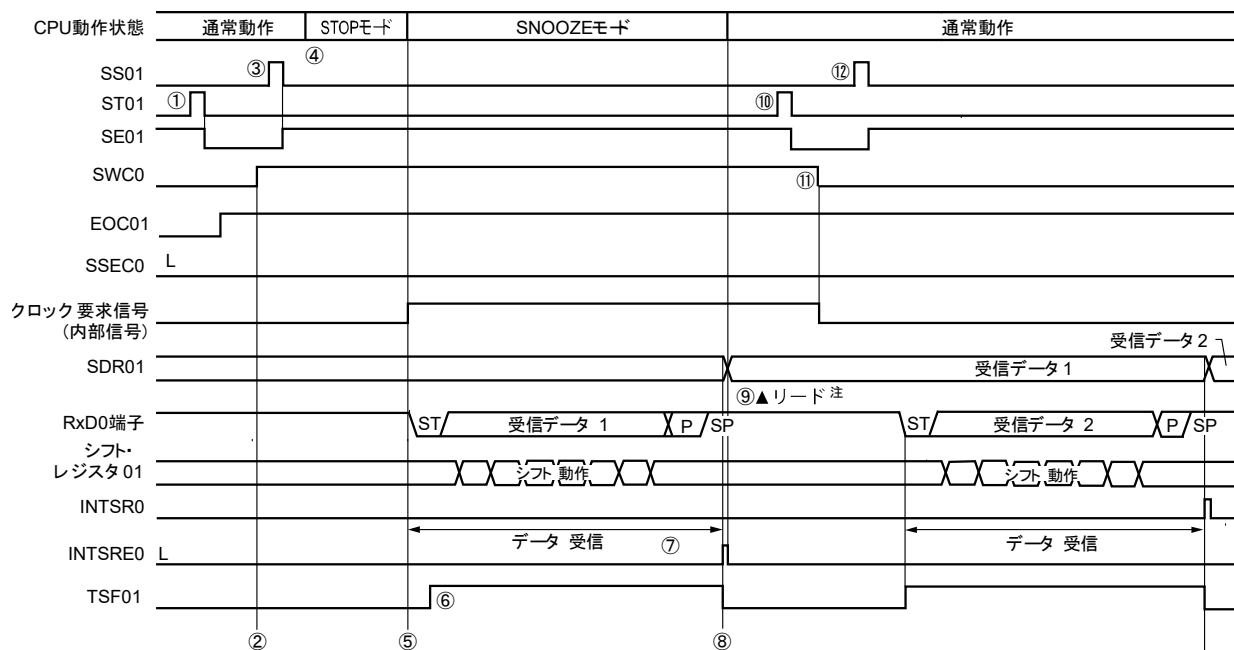 CPU動作状態 通常動作 STOPモード SNOOZEモード 通常動作
④
SS01 ③ ⑫
ST01 ① ⑩
SE01
SWC0 ⑪
EOC01
SSEC0 L
クロック要求信号
(内部信号)
受信データ2
SDR01 受信データ1
⑨▲リード注
RxD0端子 ST 受信データ 1 P SP ST 受信データ 2 P SP
シフト・
レジスタ01 シフト 動作 シフト 動作
INTSR0
データ 受信 ⑦ データ 受信
INTSRE0 L
TSF01 ⑥
② ⑤ ⑧